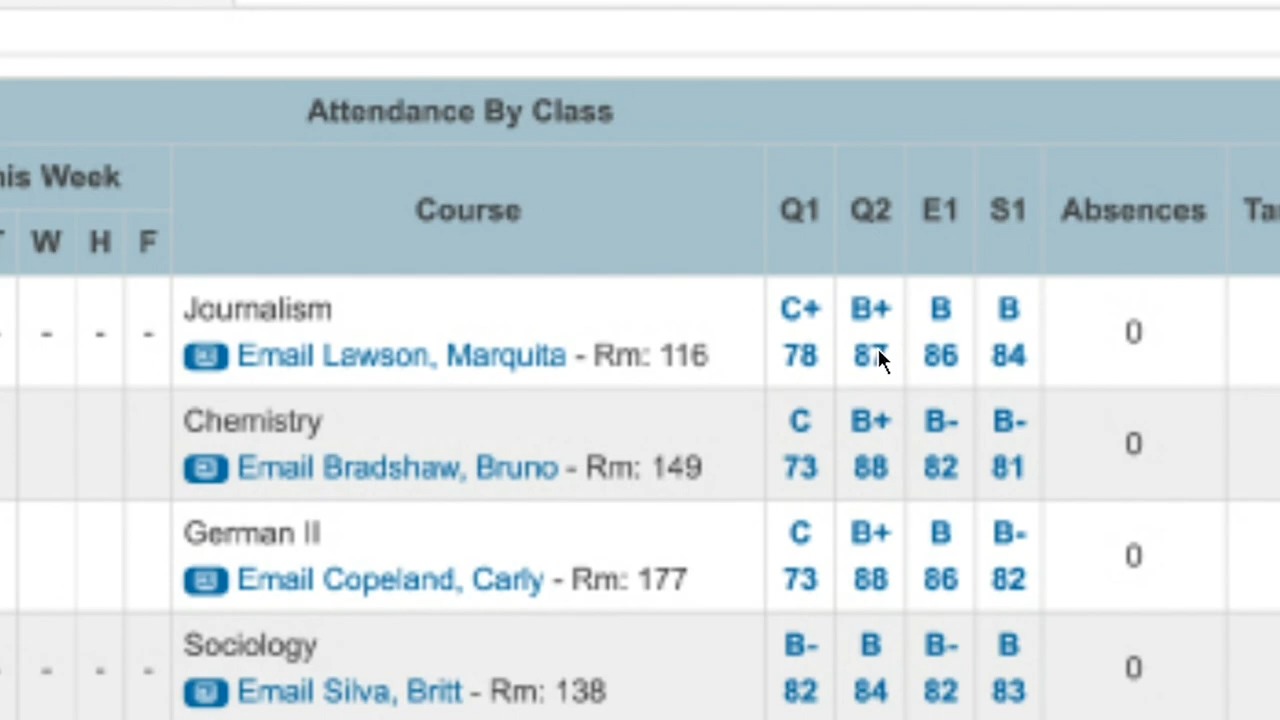 Attendance By Class
his Week Course Q1 Q2 E1 S1 Absences
W H F
Journalism C+ B+ B B 0
- - - Email Lawson, Marquita - Rm: 116 78 87 86 84
Chemistry C B+ B- B- 0
Email Bradshaw, Bruno - Rm: 149 73 88 82 81
German II C B+ B B- 0
Email Copeland, Carly - Rm: 177 73 88 86 82
Sociology B- B B- B 0
- - - Email Silva, Britt - Rm: 138 82 84 82 83